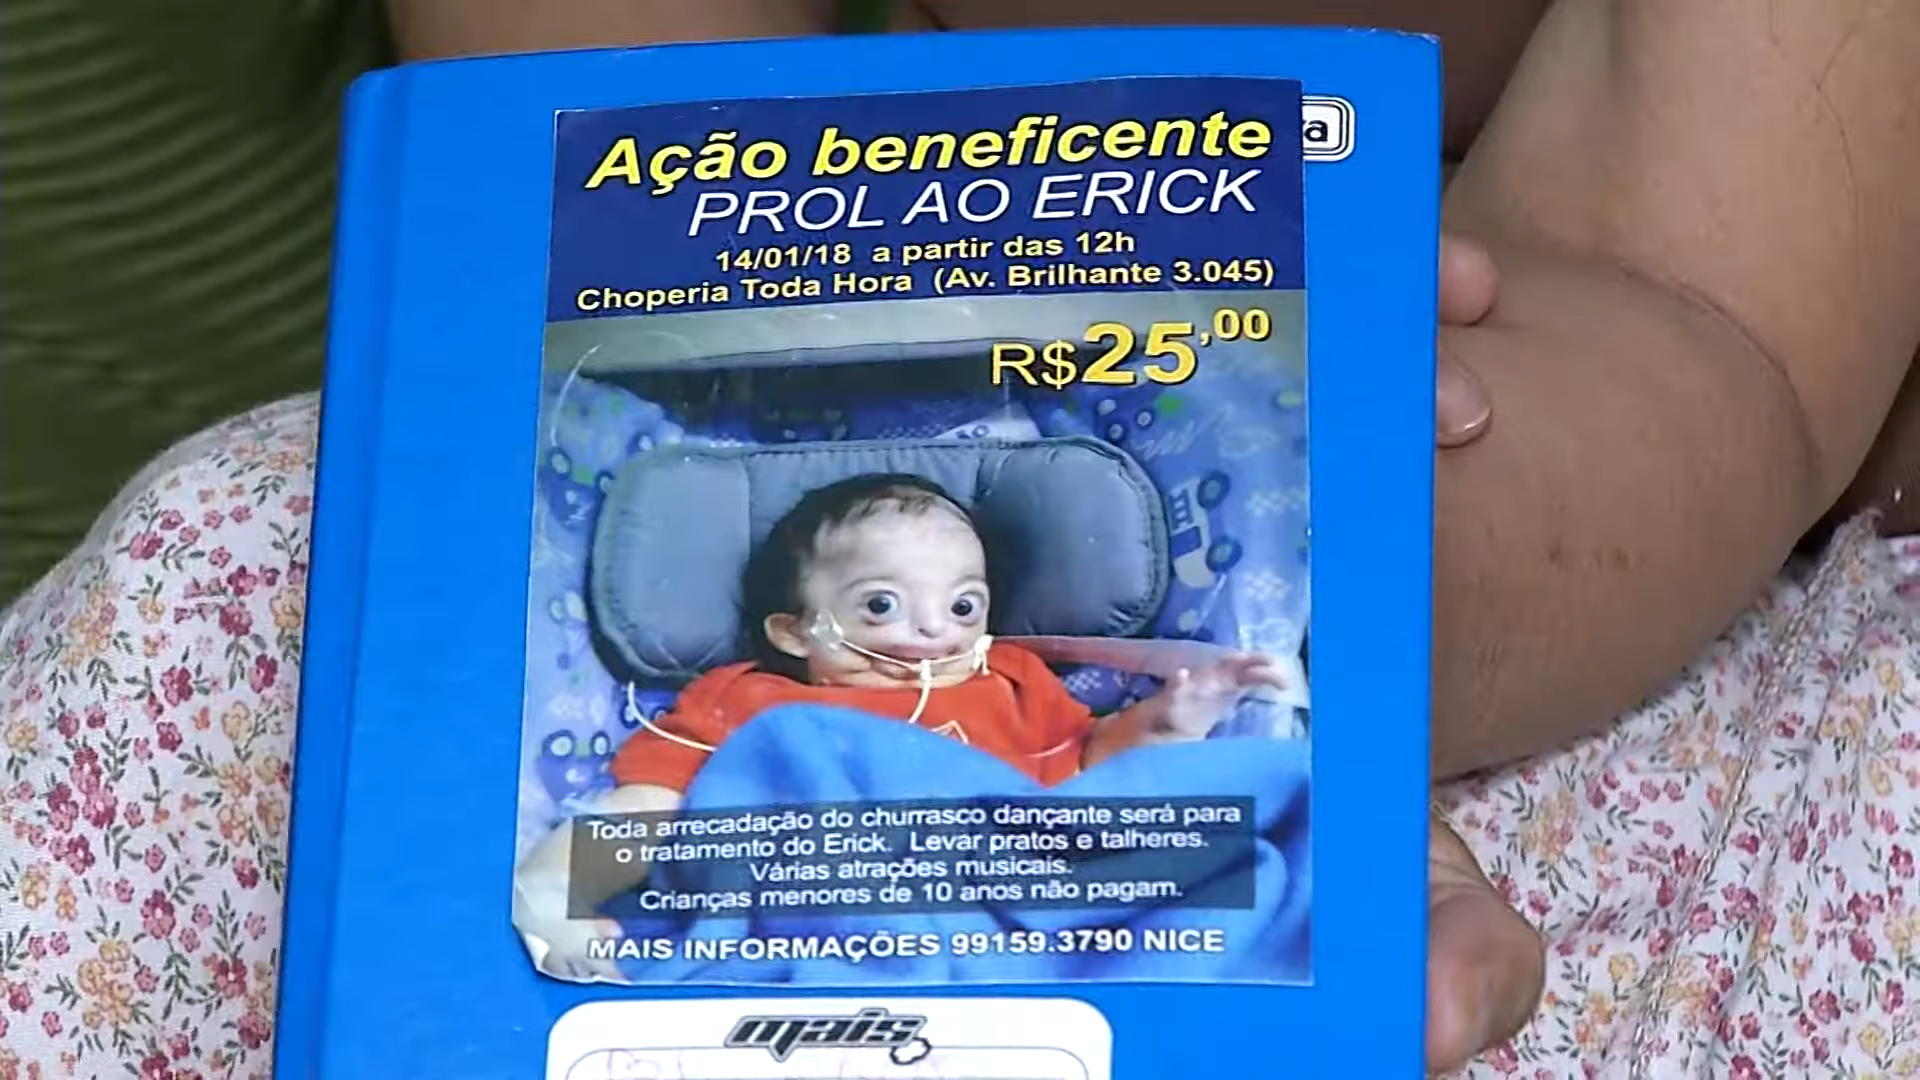 Ação beneficente
PROL AO ERICK
14/01/18 a partir das 12h
Choperia Toda Hora (Av. Brilhante 3.045)
R$25,00
Toda arrecadação do churrasco dançante será para
o tratamento do Erick. Levar pratos e talheres.
Várias atrações musicais.
Crianças menores de 10 anos não pagam.
MAIS INFORMAÇÕES 99159.3790 NICE
mais